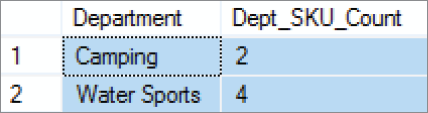 Department Dept_SKU_Count
1 Camping 2
2 Water Sports 4